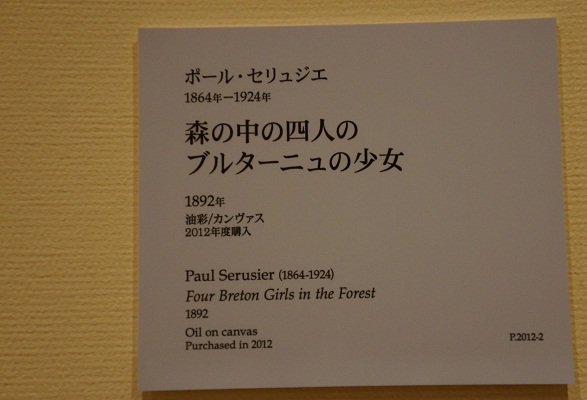 ポール・セリュジエ
1864年－1924年
森の中の四人の
ブルターニュの少女
1892年
油彩/カンヴァス
2012年度購入
Paul Serusier (1864-1924)
Four Breton Girls in the Forest
1892
Oil on canvas
Purchased in 2012
P.2012-2